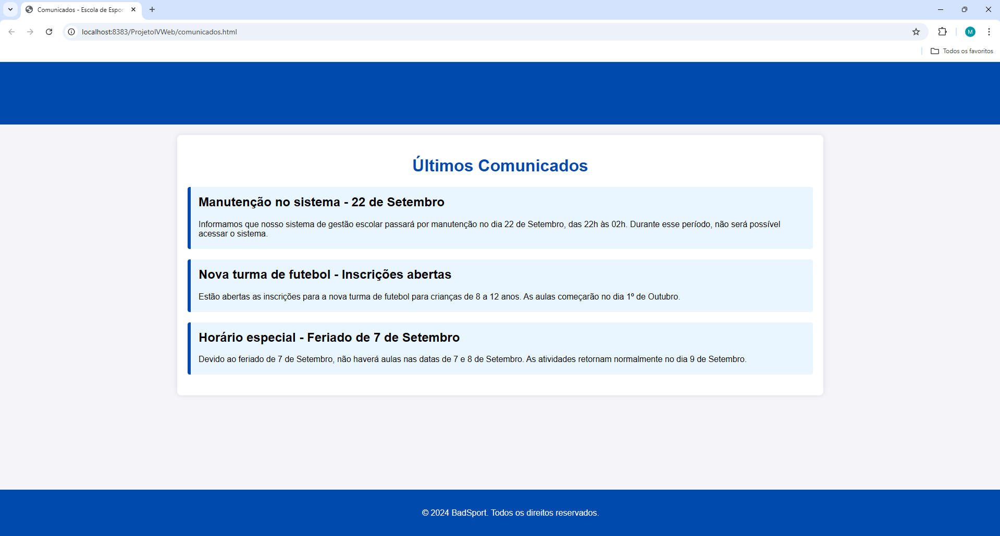 Comunicados - Escola de Espor
localhost:8383/ProjetoIVWeb/comunicados.html
M
Todos os favoritos
Últimos Comunicados
Manutenção no sistema - 22 de Setembro
Informamos que nosso sistema de gestão escolar passará por manutenção no dia 22 de Setembro, das 22h às 02h. Durante esse período, não será possível
acessar o sistema.
Nova turma de futebol - Inscrições abertas
Estão abertas as inscrições para a nova turma de futebol para crianças de 8 a 12 anos. As aulas começarão no dia 1º de Outubro.
Horário especial - Feriado de 7 de Setembro
Devido ao feriado de 7 de Setembro, não haverá aulas nas datas de 7 e 8 de Setembro. As atividades retornam normalmente no dia 9 de Setembro.
© 2024 BadSport. Todos os direitos reservados.